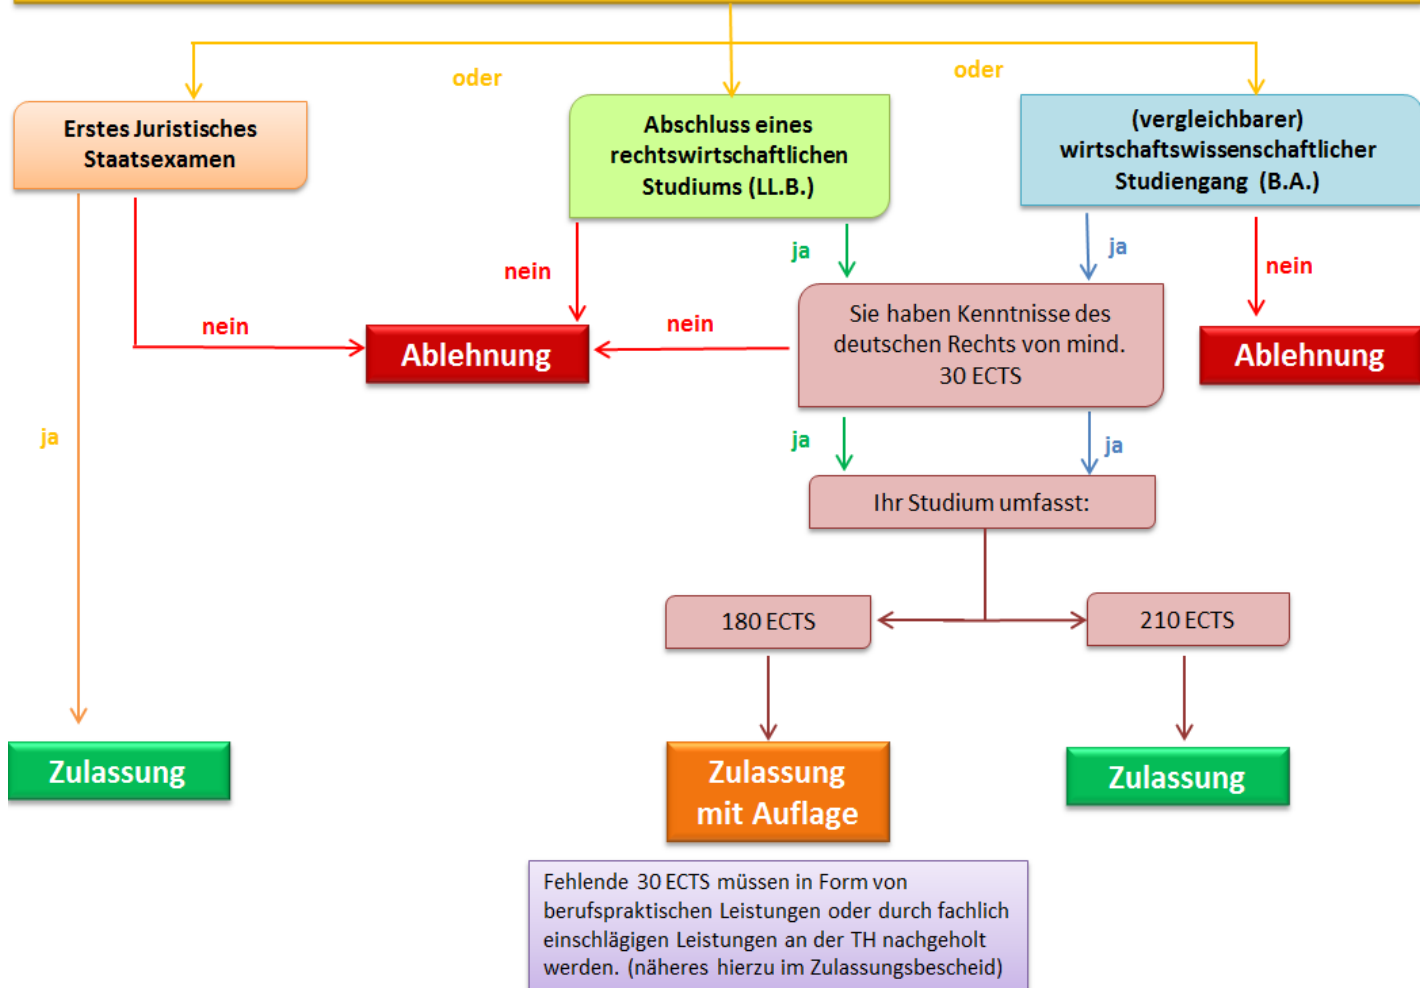 oder
oder
Erstes Juristisches
Staatsexamen
Abschluss eines
rechtswirtschaftlichen
Studiums (LL.B.)
(vergleichbarer)
wirtschaftswissenschaftlicher
Studiengang (B.A.)
ja
ja
nein
nein
nein
nein
Sie haben Kenntnisse des
deutschen Rechts von mind.
30 ECTS
Ablehnung
Ablehnung
ja
ja
ja
Ihr Studium umfasst:
180 ECTS
210 ECTS
Zulassung
Zulassung
mit Auflage
Zulassung
Fehlende 30 ECTS müssen in Form von
berufspraktischen Leistungen oder durch fachlich
einschlägigen Leistungen an der TH nachgeholt
werden. (näheres hierzu im Zulassungsbescheid)